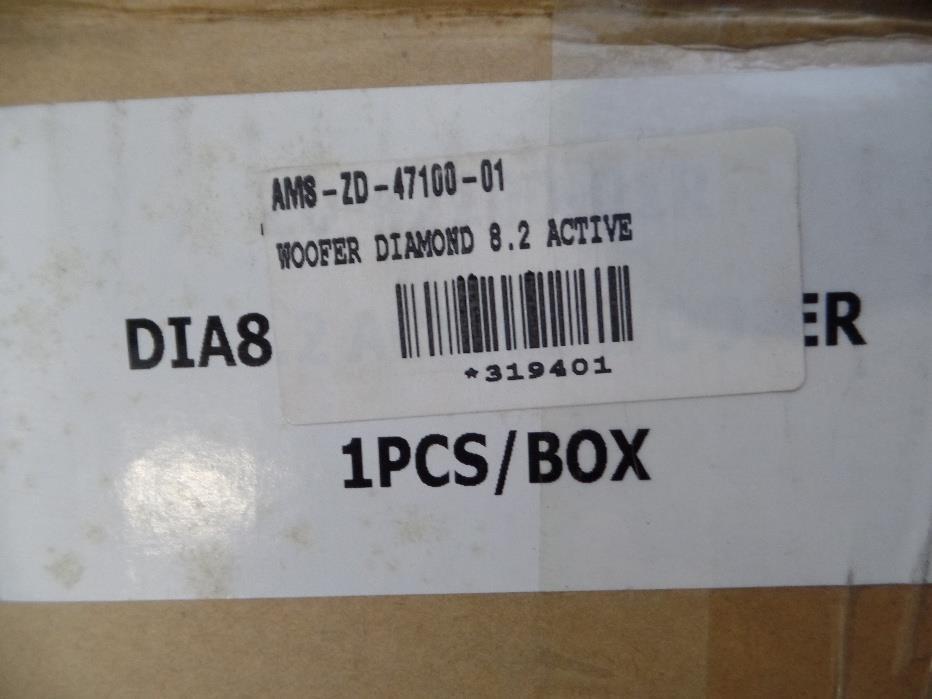 AMS-ZD-47100-01
WOOFER DIAMOND 8.2 ACTIVE
*319401
DIA8 ER
1PCS/BOX